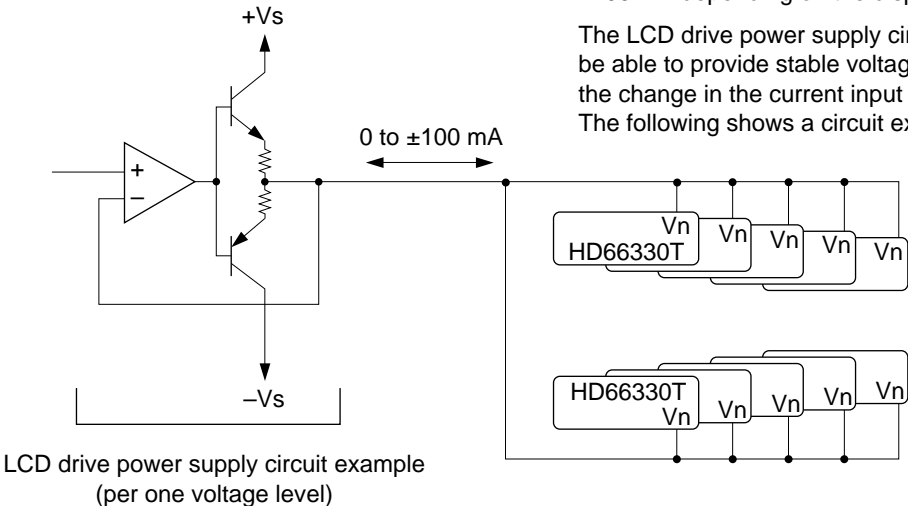 The LCD drive power supply cir
be able to provide stable voltag
the change in the current input
The following shows a circuit ex
+Vs
0 to ±100 mA
+
−
–Vs
Vn
Vn
Vn
Vn
Vn
HD66330T
HD66330T
Vn
Vn
Vn
Vn
Vn
LCD drive power supply circuit example
(per one voltage level)